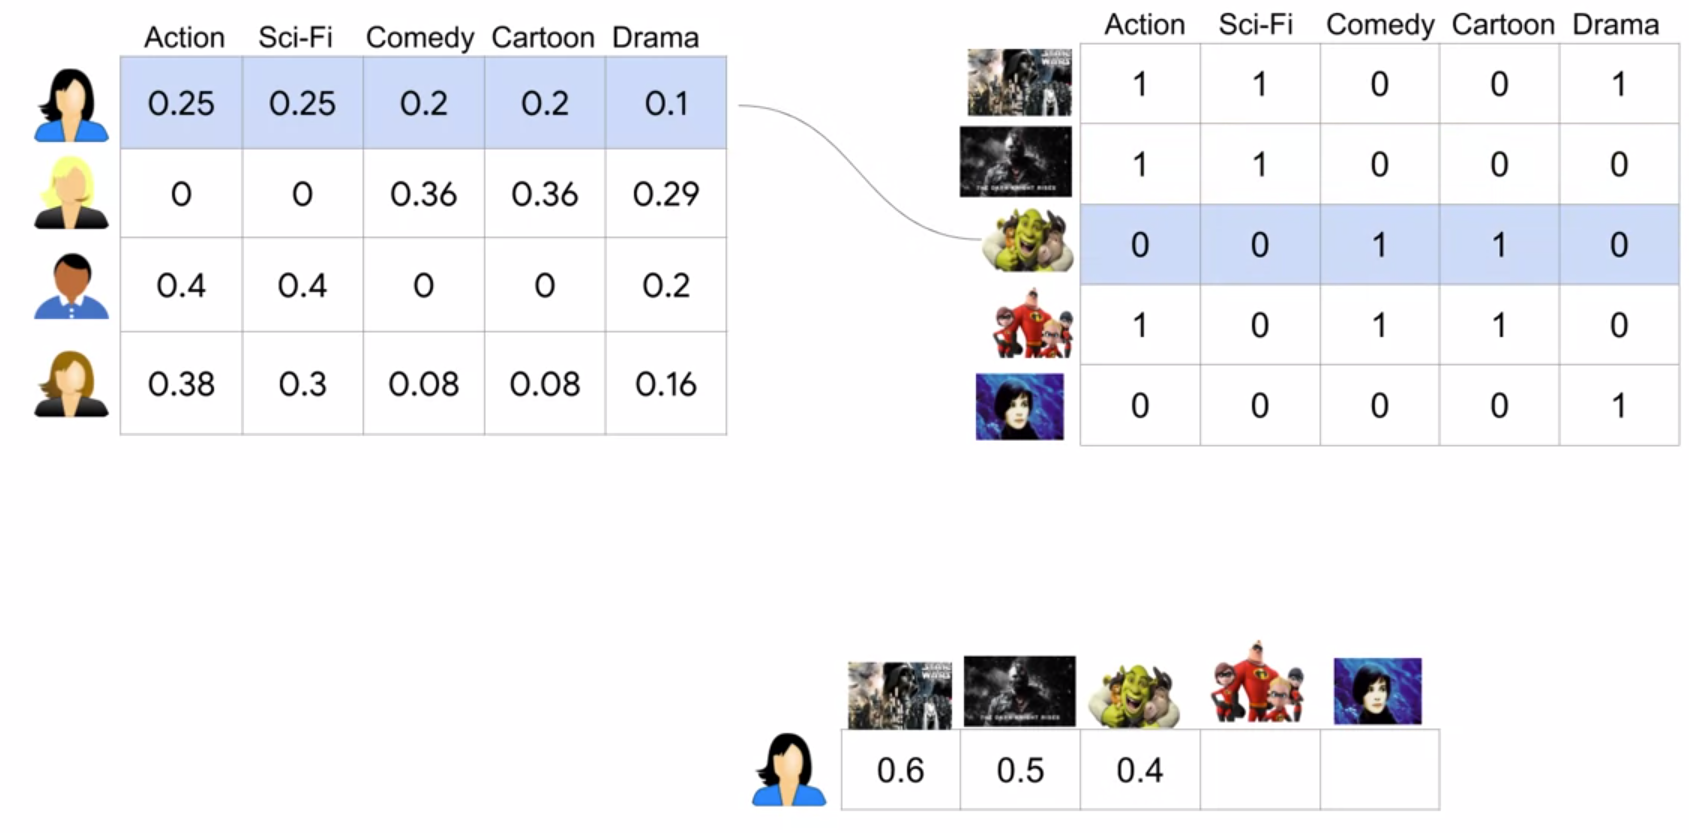 Action Sci-Fi Comedy Cartoon Drama
0.25 0.25 0.2 0.2 0.1
0 0 0.36 0.36 0.29
0.4 0.4 0 0 0.2
0.38 0.3 0.08 0.08 0.16
Action Sci-Fi Comedy Cartoon Drama
STAR WARS
1 1 0 0 1
THE DARK KNIGHT RISES
1 1 0 0 0
0 0 1 1 0
1 0 1 1 0
0 0 0 0 1
STAR WARS
THE DARK KNIGHT RISES
0.6 0.5 0.4